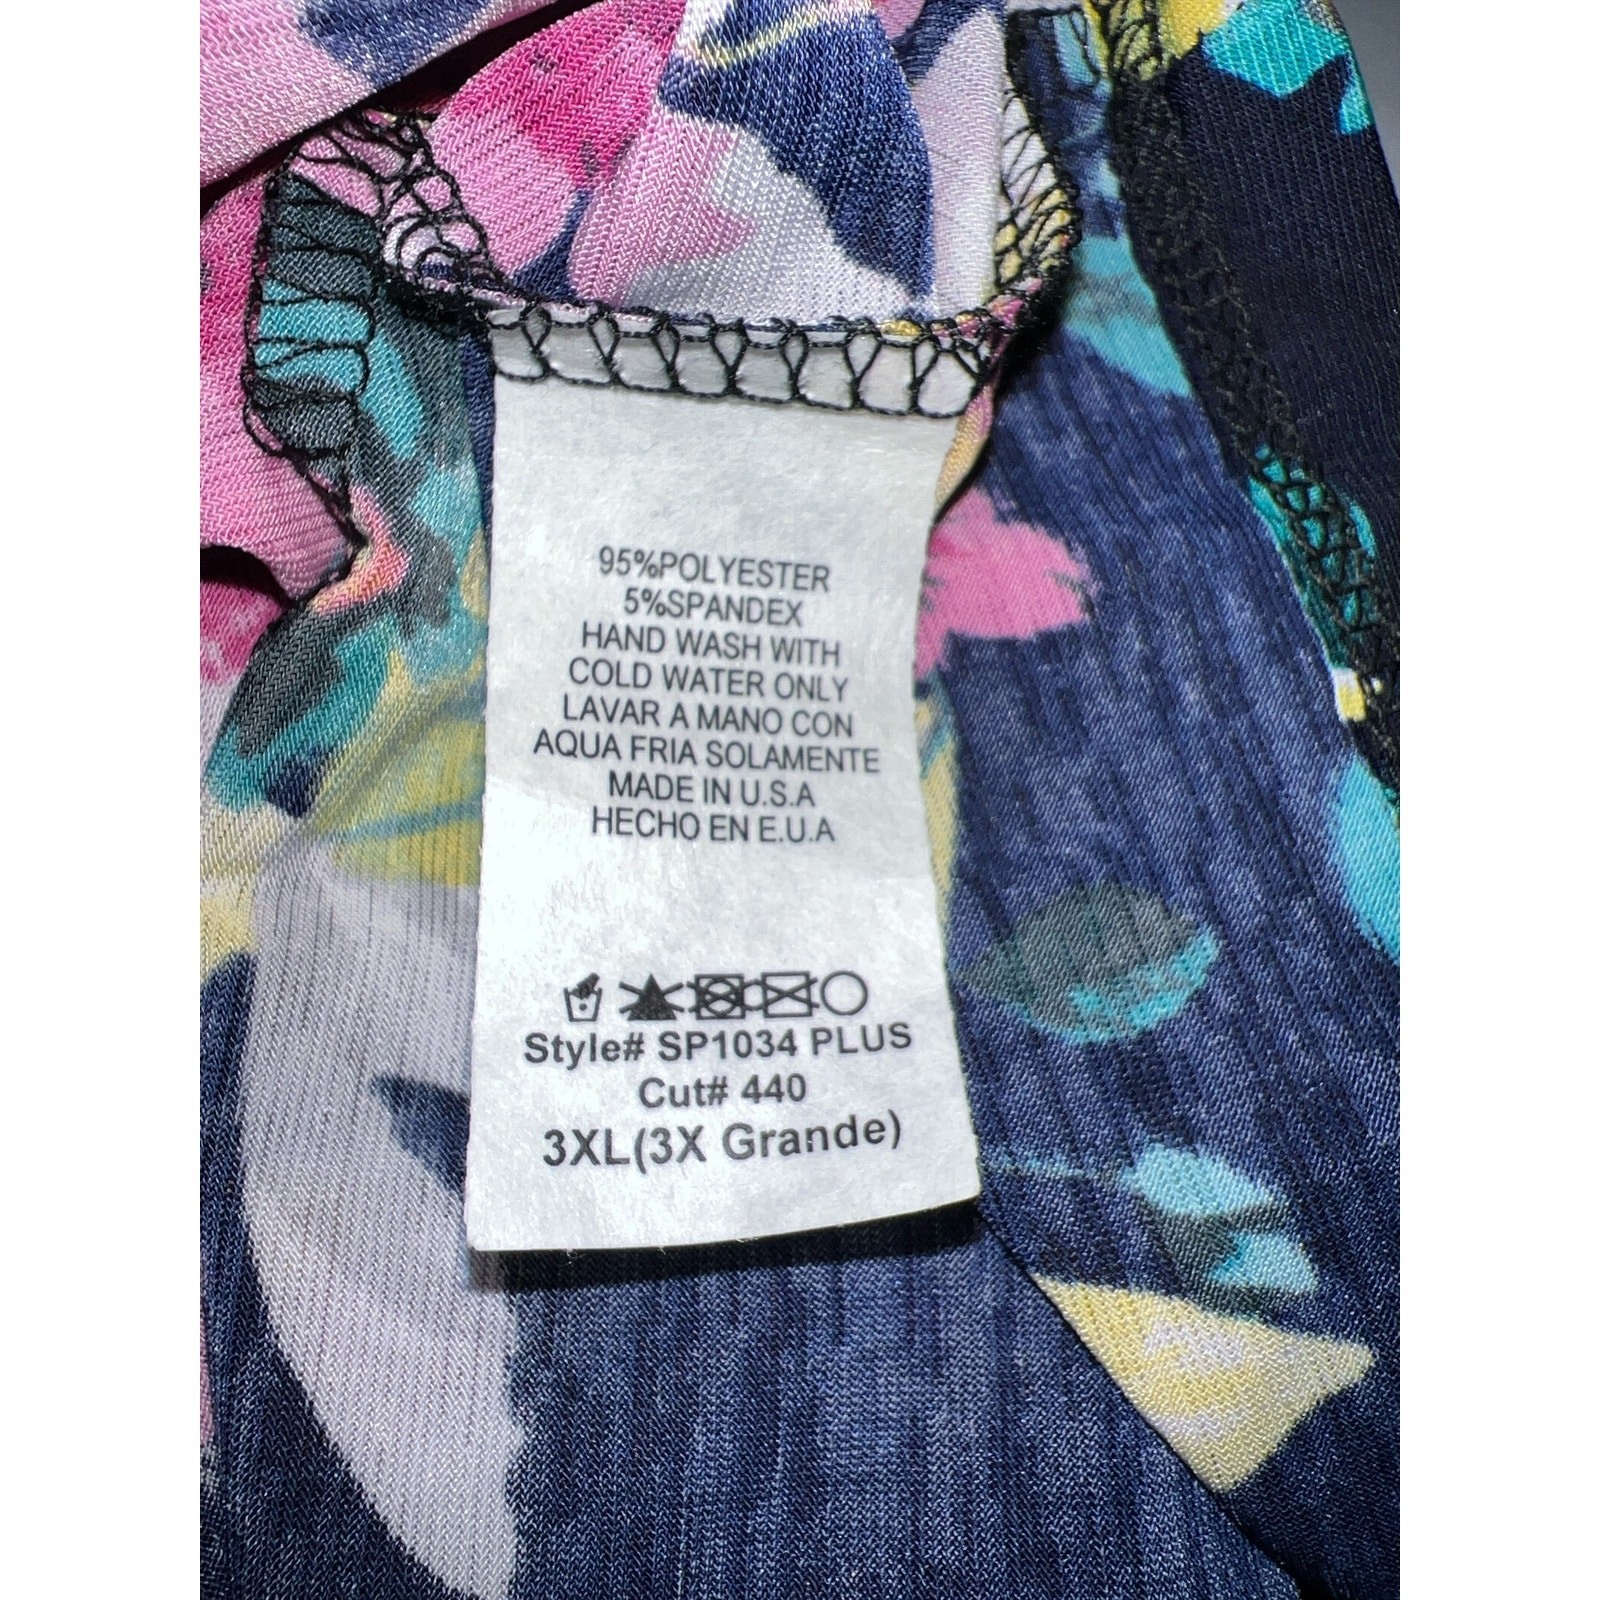 95%POLYESTER
5%SPANDEX
HAND WASH WITH
COLD WATER ONLY
LAVAR A MANO CON
AQUA FRIA SOLAMENTE
MADE IN U.S.A
HECHO EN E.U.A
Style# SP1034 PLUS
Cut# 440
3XL(3X Grande)